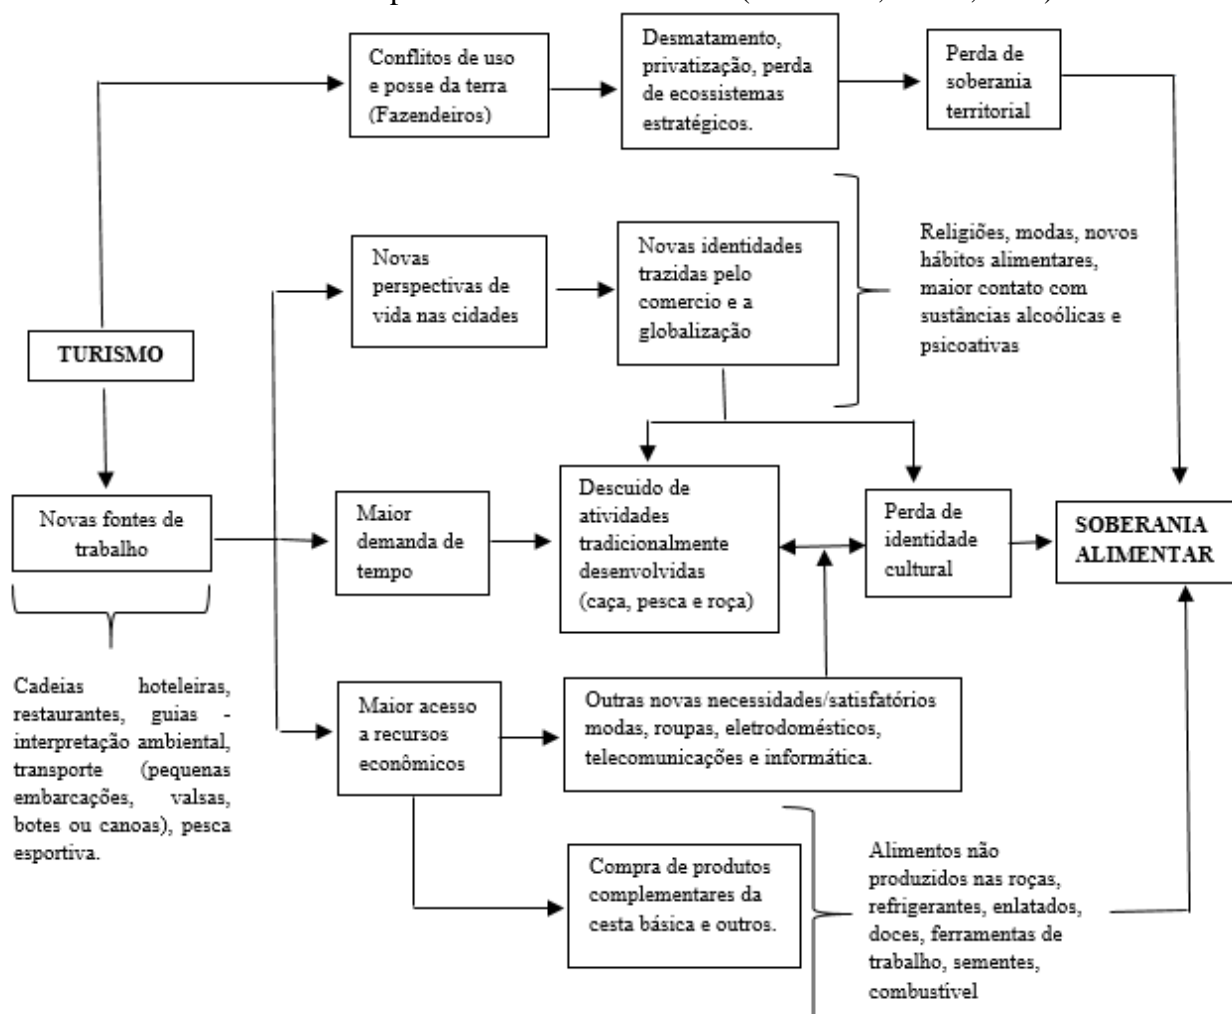 Conflitos de uso
e posse da terra
(Fazendeiros)
Desmatamento,
privatização, perda
de ecossistemas
estratégicos.
Perda de
soberania
territorial
Novas
perspectivas de
vida nas cidades
Novas identidades
trazidas pelo
comercio e a
globalização
Religiões, modas, novos
hábitos alimentares,
maior contato com
sustâncias alcoólicas e
psicoativas
TURISMO
Novas fontes de
trabalho
Maior
demanda de
tempo
Descuido de
atividades
tradicionalmente
desenvolvidas
(caça, pesca e roça)
Perda de
identidade
cultural
SOBERANIA
ALIMENTAR
Cadeias hoteleiras,
restaurantes, guias -
interpretação ambiental,
transporte (pequenas
embarcações, valsas,
botes ou canoas), pesca
esportiva.
Maior acesso
a recursos
econômicos
Outras novas necessidades/satisfatórios
modas, roupas, eletrodomésticos,
telecomunicações e informática.
Compra de produtos
complementares da
cesta básica e outros.
Alimentos não
produzidos nas roças,
refrigerantes, enlatados,
doces, ferramentas de
trabalho, sementes,
combustível